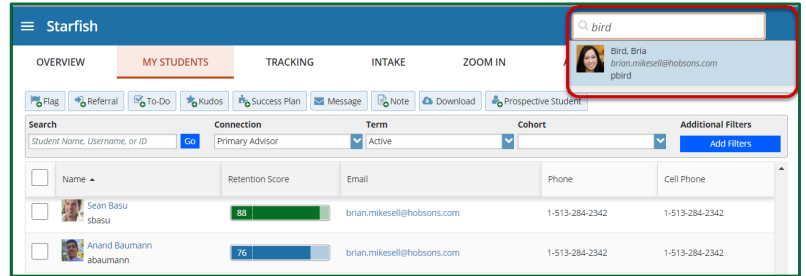 Starfish
bird
Bird, Bria
brian.mikesell@hobsons.com
pbird
OVERVIEW MY STUDENTS TRACKING INTAKE ZOOM IN
Flag Referral To-Do Kudos Success Plan Message Note Download Prospective Student
Search Connection Term Cohort Additional Filters
Student Name, Username, or ID Go Primary Advisor Active Add Filters
Name Retention Score Email Phone Cell Phone
Sean Basu 88 brian.mikesell@hobsons.com 1-513-284-2342 1-513-284-2342
sbasu
Anand Baumann 76 brian.mikesell@hobsons.com 1-513-284-2342 1-513-284-2342
abaumann